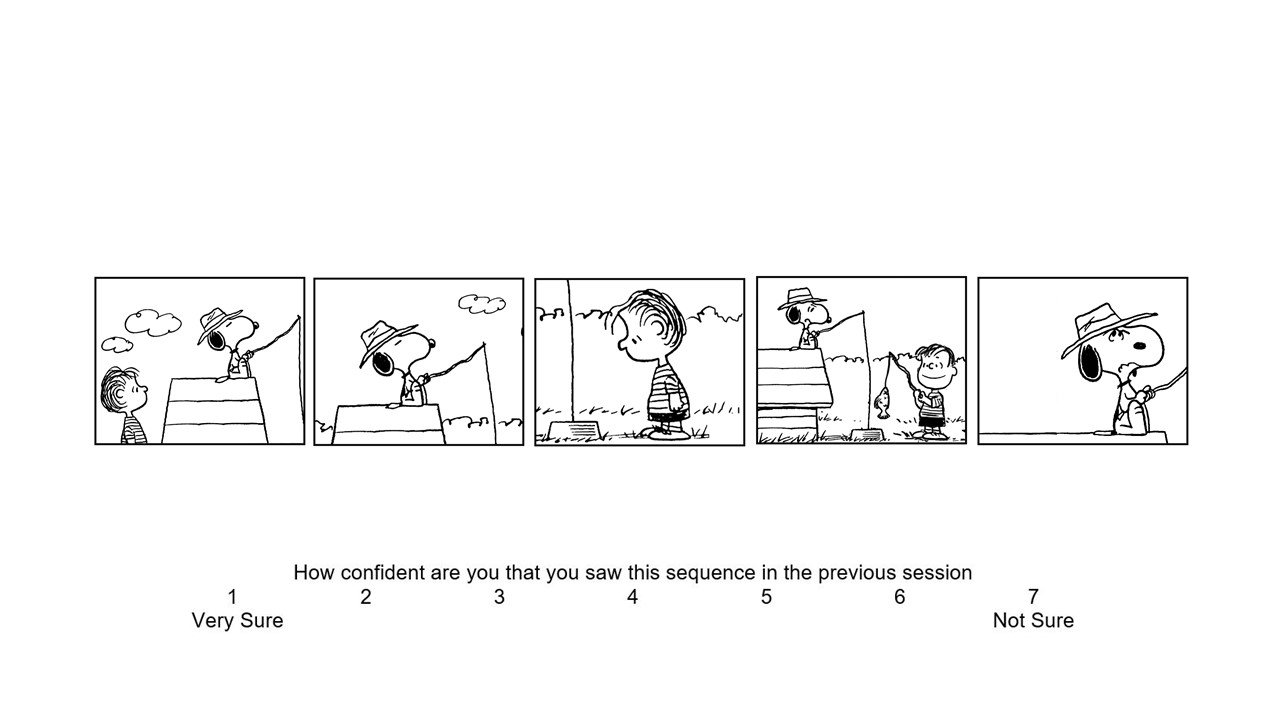 How confident are you that you saw this sequence in the previous session
1 2 3 4 5 6 7
Very Sure Not Sure